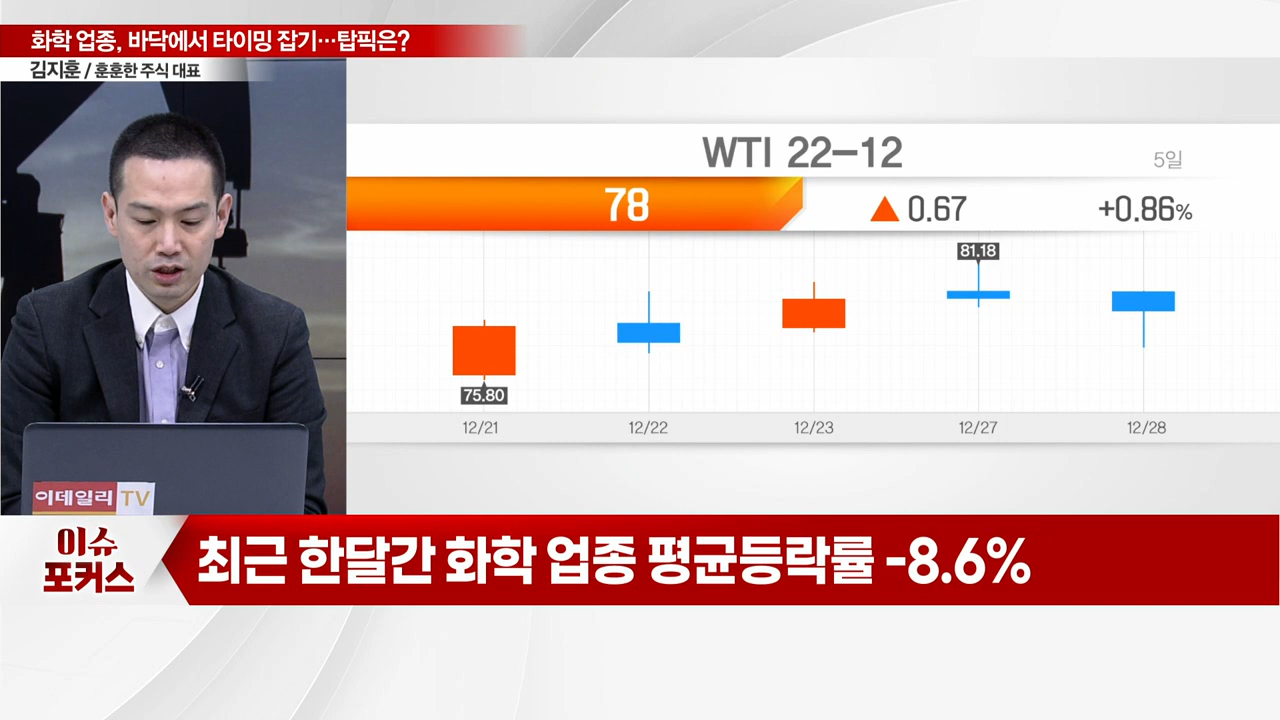 화학 업종, 바닥에서 타이밍 잡기…탑픽은?
김지훈 / 훈훈한 주식 대표
WTI 22-12
5일
78
▲ 0.67
+0.86%
81.18
75.80
12/21
12/22
12/23
12/27
12/28
이데일리 TV
이슈
포커스
최근 한달간 화학 업종 평균등락률 -8.6%